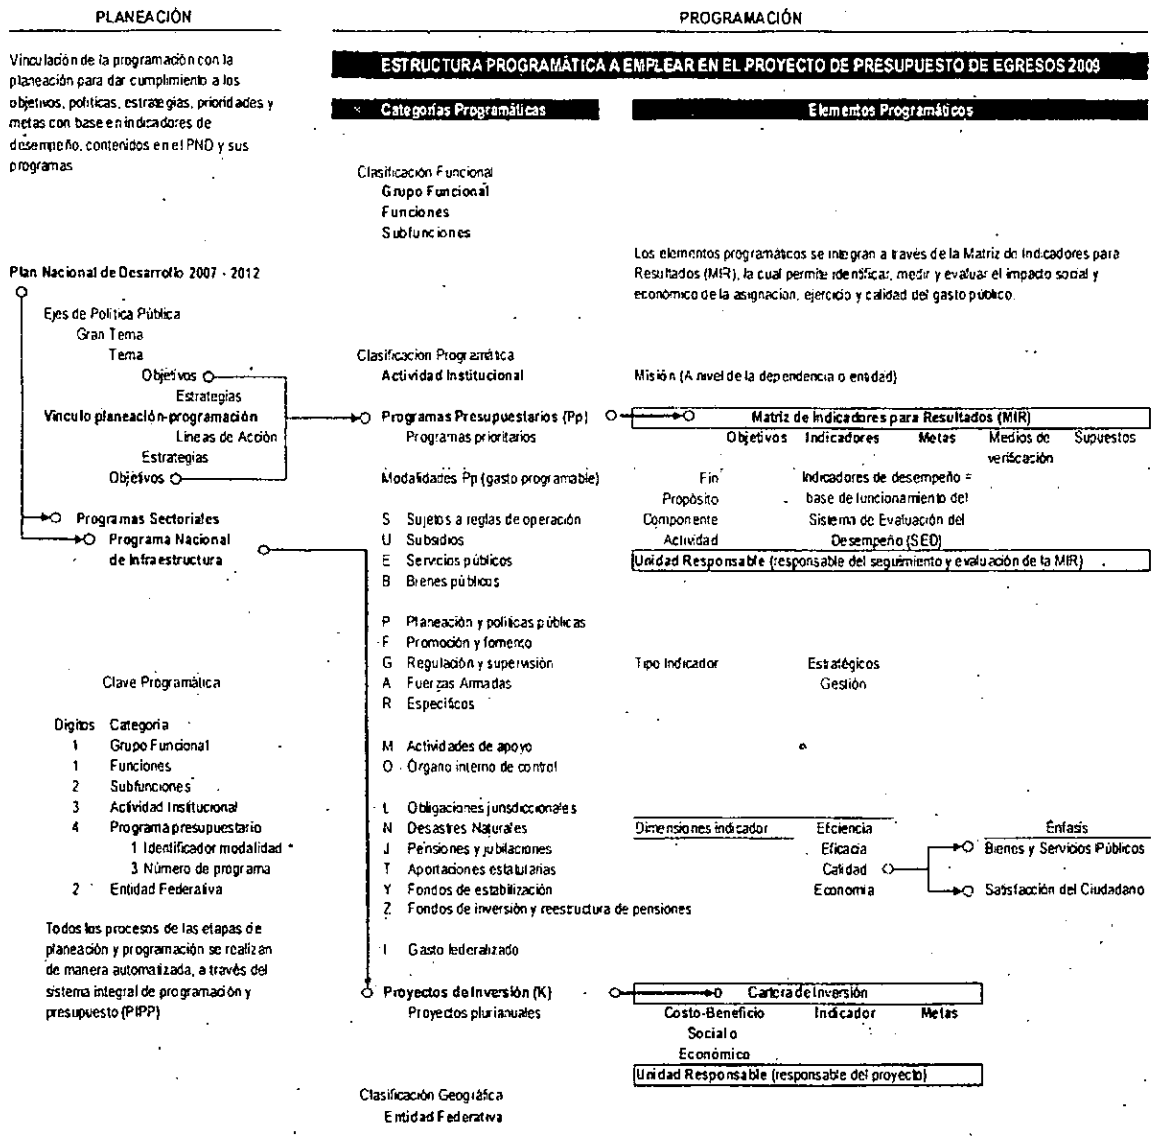 PLANEACIÓN
Vinculación de la programación con la
planeación para dar cumplimiento a los
objetivos, políticas, estrategias, prioridades y
metas con base en indicadores de
desempeño, contenidos en el PND y sus
programas
Plan Nacional de Desarrollo 2007 - 2012
Ejes de Política Pública
Gran Tema
Tema
Objetivos
Estrategias
Vinculo planeación-programación
Lineas de Acción
Estrategias
Objetivos
Programas Sectoriales
Programa Nacional
de Infraestructura
Clave Programática
Digitos Categoria
1 Grupo Funcional
1 Funciones
2 Subfunciones
3 Actividad Institucional
4 Programa presupuestario
1 Identificador modalidad
3 Número de programa
2 Entidad Federativa
Todos los procesos de las etapas de
planeación y programación se realizan
de manera automatizada, a través del
sistema integral de programación y
presupuesto (PIPP)
PROGRAMACIÓN
ESTRUCTURA PROGRAMÁTICA A EMPLEAR EN EL PROYECTO DE PRESUPUESTO DE EGRESOS 2009
Categorías Programáticas
Clasificación Funcional
Grupo Funcional
Funciones
Subfunciones
Clasificacion Programática
Actividad Institucional
Programas Presupuestarios (Pp)
Programas prioritarios
Modalidades Pp (gasto programable)
S Sujetos a reglas de operación
U Subsidios
E Servicios públicos
B Bienes públicos
P Planeación y políticas públicas
F Promoción y fomento
G Regulación y supervisión
A Fuerzas Armadas
R Específicos
M Actividades de apoyo
O Órgano interno de control
L Obligaciones jurisdiccionales
N Desastres Naturales
J Pensiones y jubilaciones
T Aportaciones estatutarias
Y Fondos de estabilización
Z Fondos de inversión y reestructura de pensiones
I Gasto federalizado
Proyectos de Inversión (K)
Proyectos plurianuales
Clasificación Geográfica
Entidad Federativa
Elementos Programáticos
Los elementos programáticos se integran a través de la Matriz de Indicadores para
Resultados (MIR), la cual permite identificar, medir y evaluar el impacto social y
económico de la asignacion, ejercicio y calidad del gasto público.
Misión (A nivel de la dependencia o entidad)
Matriz de Indicadores para Resultados (MIR)
Objetivos Indicadores Metas Medios de Supuestos
verificación
Fin Indicadores de desempeño =
Propósito base de funcionamiento del
Componente Sistema de Evaluación del
Actividad Desempeño (SED)
Unidad Responsable (responsable del seguimiento y evaluación de la MIR)
Tipo Indicador Estratégicos
Gestión
Dimensiones indicador Eficiencia Énfasis
Eficacia Bienes y Servicios Públicos
Calidad
Economía Satisfacción del Ciudadano
Cartera de Inversión
Costo-Beneficio Indicador Metas
Social o
Económico
Unidad Responsable (responsable del proyecto)